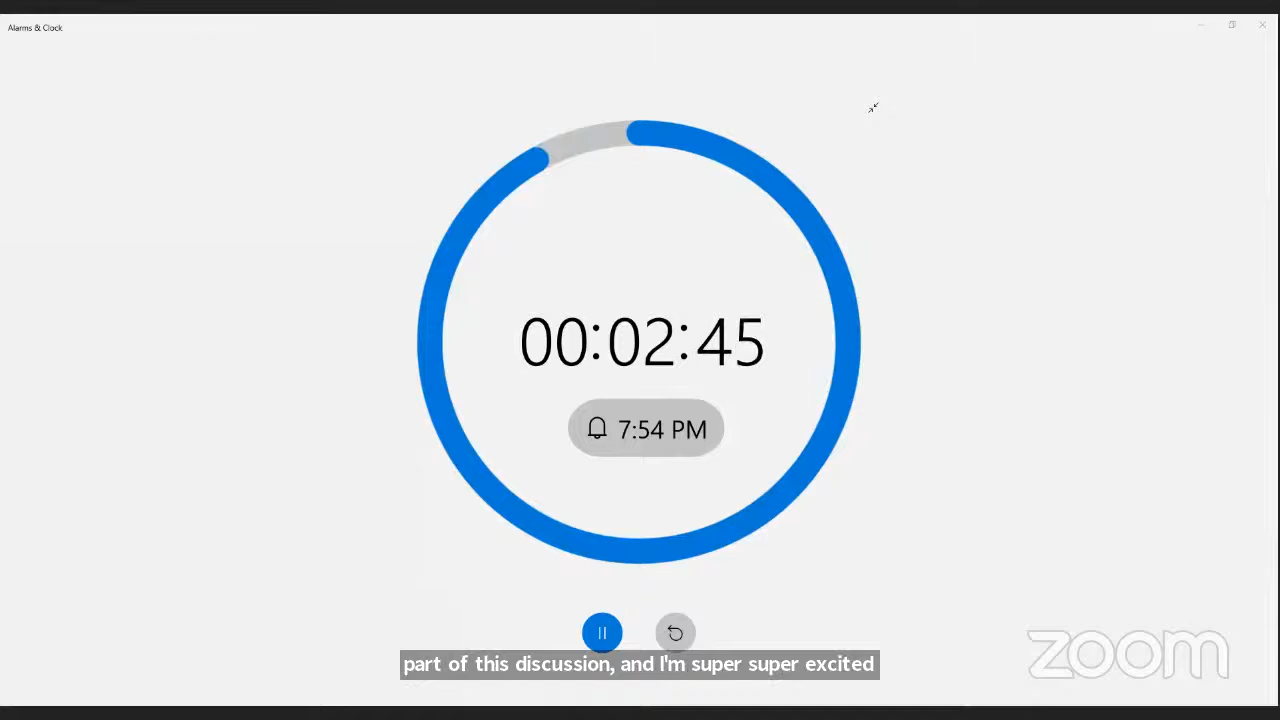 Alarms & Clock
00:02:45
7:54 PM
part of this discussion, and I'm super super excited
zoom